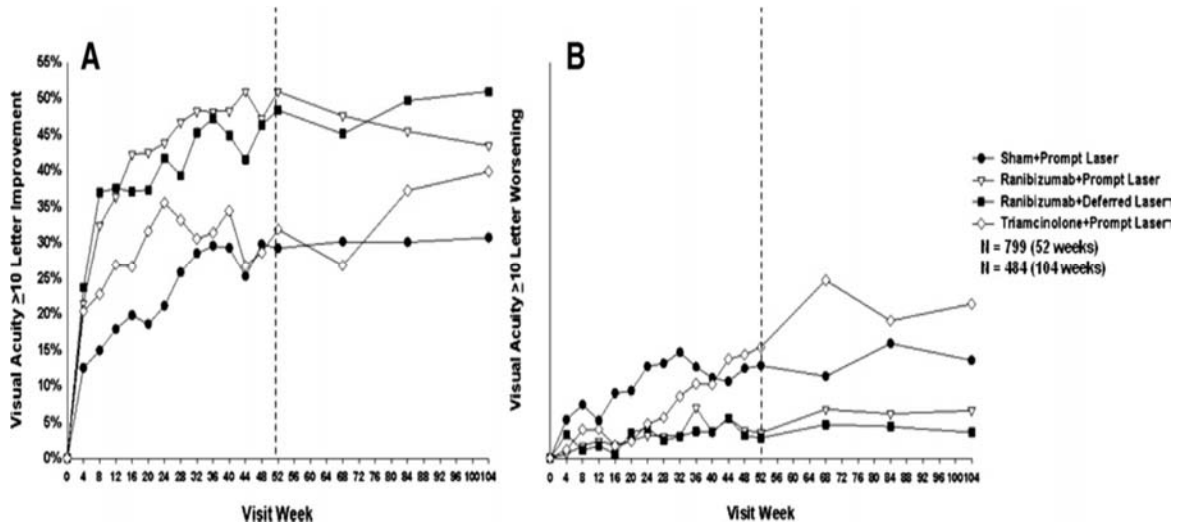 A
B
Visual Acuity ≥10 Letter Improvement
55%
50%
45%
40%
35%
30%
25%
20%
15%
10%
5%
0%
0 4 8 12 16 20 24 28 32 36 40 44 48 52 56 60 64 68 72 76 80 84 88 92 96 100 104
Visit Week
Visual Acuity ≥10 Letter Worsening
0 4 8 12 16 20 24 28 32 36 40 44 48 52 56 60 64 68 72 76 80 84 88 92 96 100 104
Visit Week
Sham+Prompt Laser
Ranibizumab+Prompt Laser
Ranibizumab+Deferred Laser
Triamcinolone+Prompt Laser
N = 799 (52 weeks)
N = 484 (104 weeks)